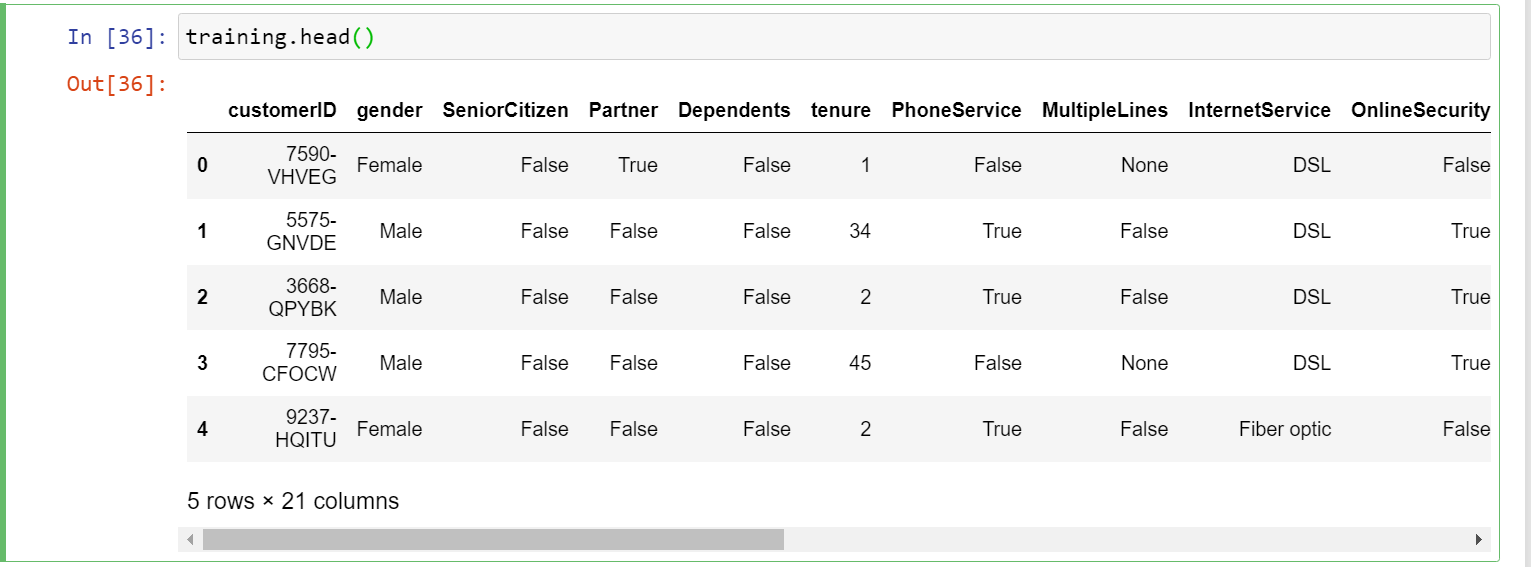 In [36]: training.head()
Out[36]:
customerID gender SeniorCitizen Partner Dependents tenure PhoneService MultipleLines InternetService OnlineSecurity
0 7590-VHVEG Female False True False 1 False None DSL False
1 5575-GNVDE Male False False False 34 True False DSL True
2 3668-QPYBK Male False False False 2 True False DSL True
3 7795-CFOCW Male False False False 45 False None DSL True
4 9237-HQITU Female False False False 2 True False Fiber optic False
5 rows × 21 columns